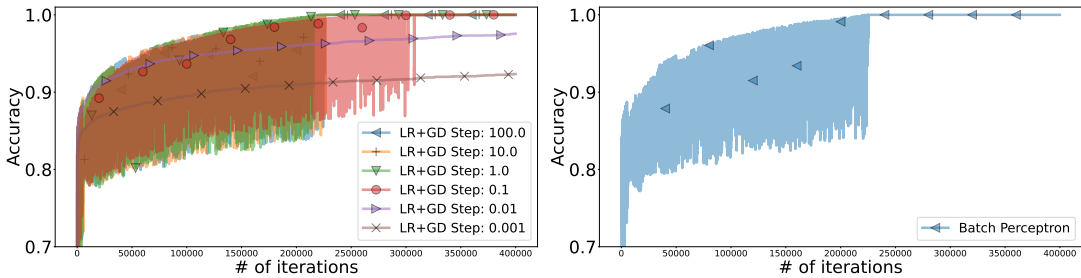 Accuracy
1.0
0.9
0.8
0.7
0
50000
100000
150000
200000
250000
300000
350000
400000
# of iterations
LR+GD Step: 100.0
LR+GD Step: 10.0
LR+GD Step: 1.0
LR+GD Step: 0.1
LR+GD Step: 0.01
LR+GD Step: 0.001
Accuracy
1.0
0.9
0.8
0.7
0
50000
100000
150000
200000
250000
300000
350000
400000
# of iterations
Batch Perceptron